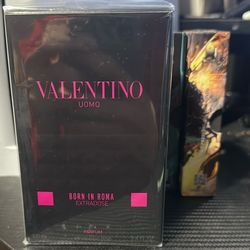 VALENTINO
UOMO
BORN IN ROMA
EXTRADOSE
PARFUM